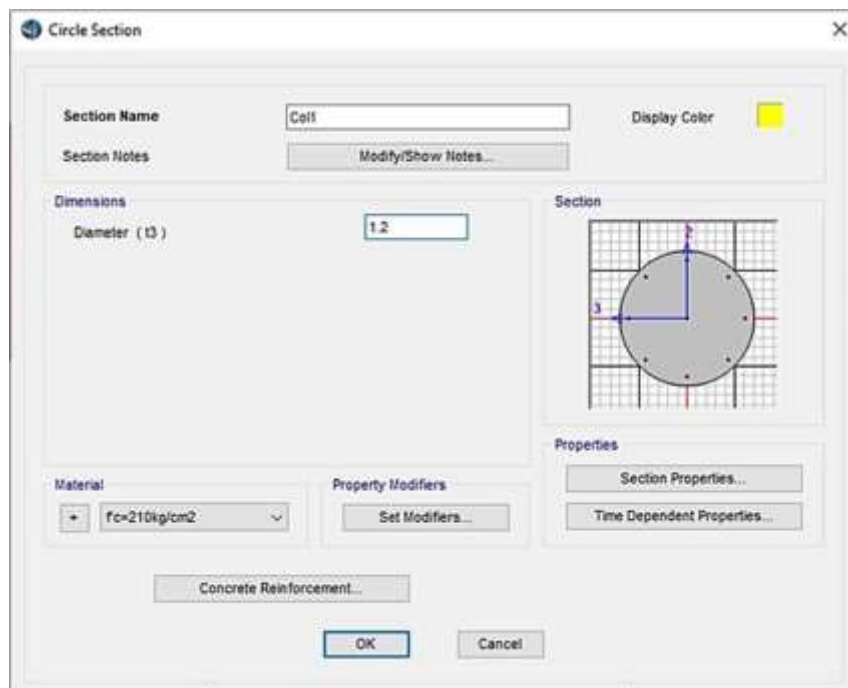 Circle Section
Section Name
Col1
Display Color
Section Notes
Modify/Show Notes...
Dimensions
Diameter ( t3 )
1.2
Section
2
3
Properties
Section Properties...
Time Dependent Properties...
Material
+
f'c=210kg/cm2
Property Modifiers
Set Modifiers...
Concrete Reinforcement...
OK
Cancel